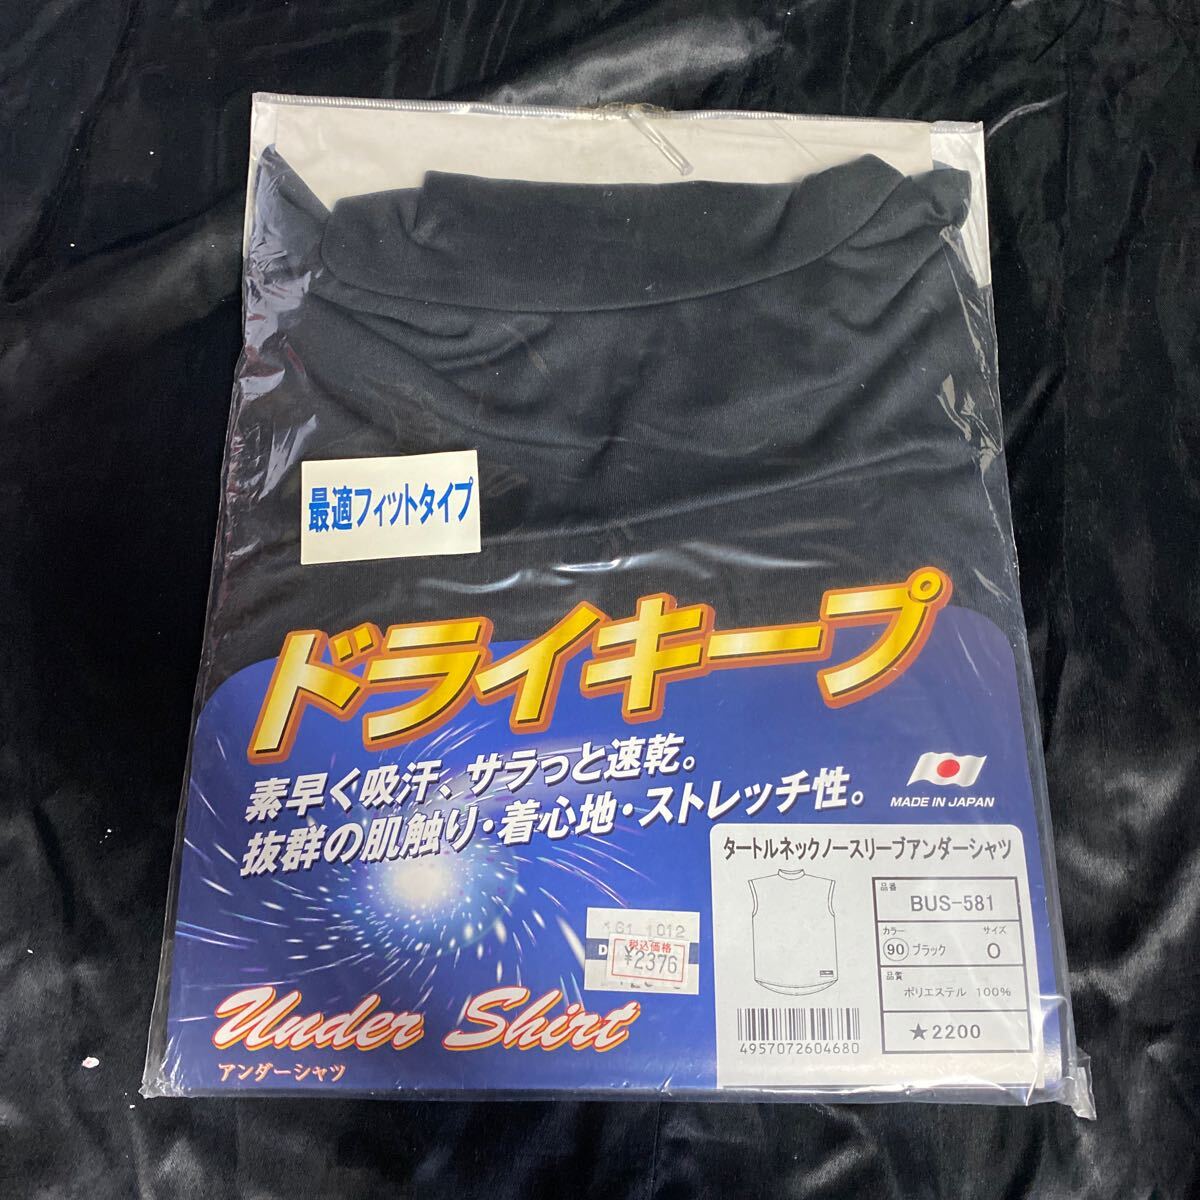 最適フィットタイプ
ドライキープ
素早く吸汗、サラっと速乾。
抜群の肌触り・着心地・ストレッチ性。
MADE IN JAPAN
タートルネックノースリーブアンダーシャツ
品番
BUS-581
カラー
90 ブラック
サイズ
O
品質
ポリエステル 100%
★2200
4957072604680
161 1012
税込価格
¥2376
Under Shirt
アンダーシャツ